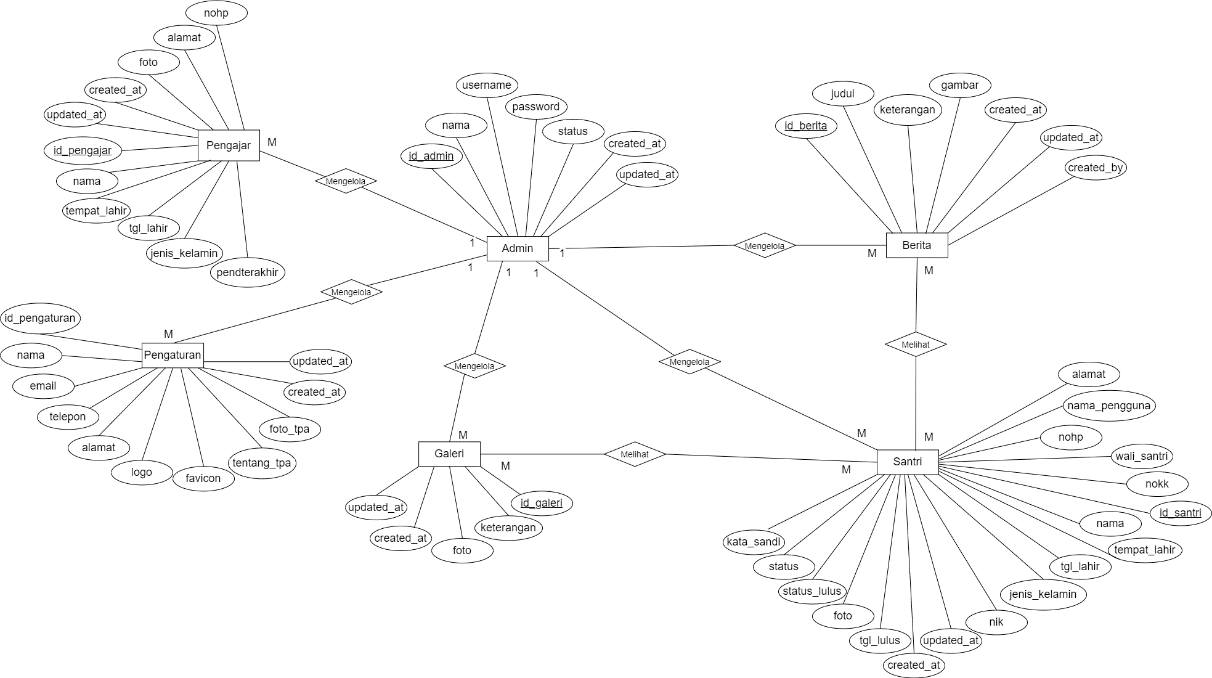 nohp
alamat
foto
created_at
updated_at
id_pengajar
nama
tempat_lahir
tgl_lahir
jenis_kelamin
pendterakhir
Pengajar
M
Mengelola
1
username
password
nama
status
id_admin
created_at
updated_at
Admin
1
Mengelola
M
gambar
judul
keterangan
created_at
id_berita
updated_at
created_by
Berita
M
Melihat
M
1
Mengelola
M
id_pengaturan
nama
email
telepon
alamat
logo
favicon
tentang_tpa
foto_tpa
created_at
updated_at
Pengaturan
1
Mengelola
M
Galeri
updated_at
created_at
foto
keterangan
id_galeri
M
Melihat
M
1
Mengelola
M
Santri
alamat
nama_pengguna
nohp
wali_santri
nokk
id_santri
nama
tempat_lahir
tgl_lahir
jenis_kelamin
nik
updated_at
created_at
tgl_lulus
foto
status_lulus
status
kata_sandi